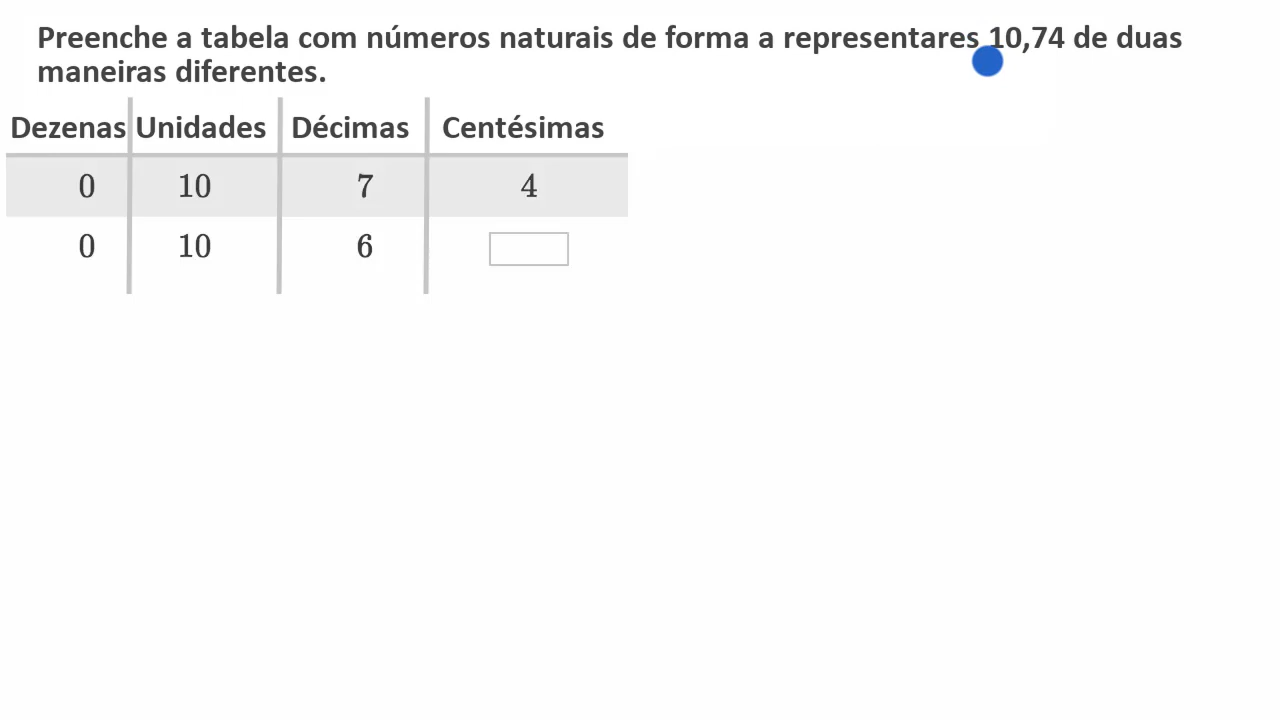 Preenche a tabela com números naturais de forma a representares 10,74 de duas
maneiras diferentes.
Dezenas Unidades Décimas Centésimas
0 10 7 4
0 10 6